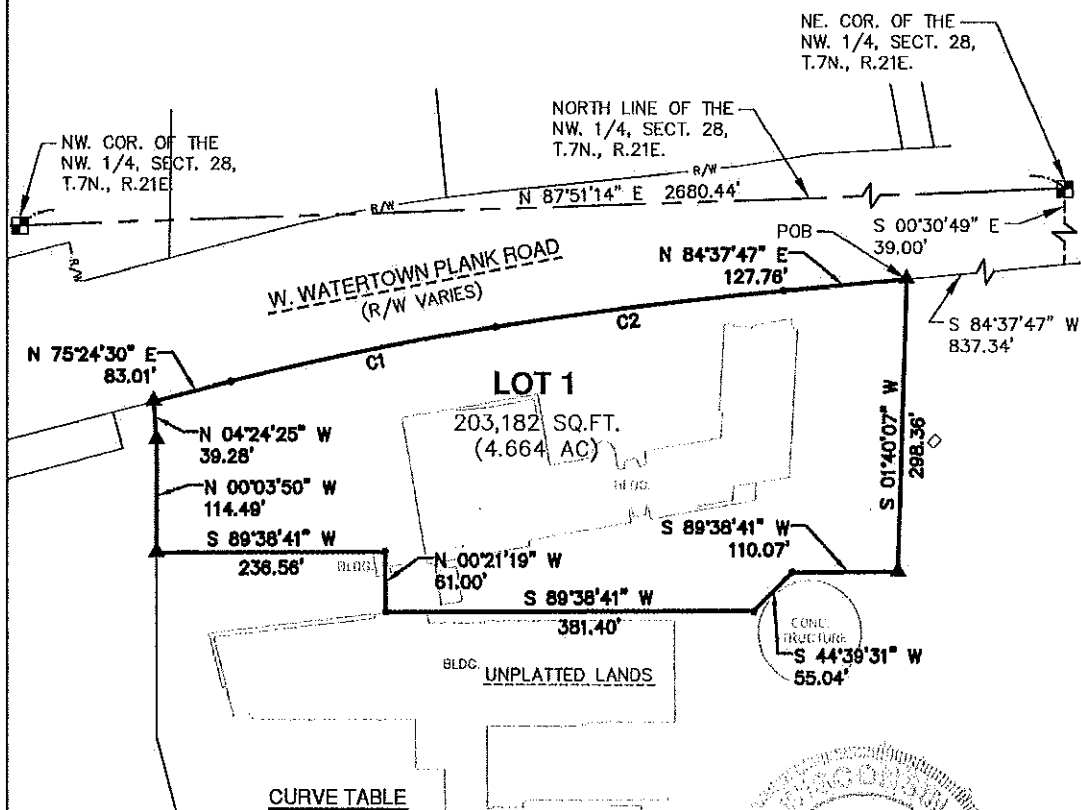 NE. COR. OF THE
NW. 1/4, SECT. 28,
T.7N., R.21E.
NORTH LINE OF THE
NW. 1/4, SECT. 28,
T.7N., R.21E.
NW. COR. OF THE
NW. 1/4, SECT. 28,
T.7N., R.21E
R/W
N 87°51'14" E 2680.44'
R/W
R/W
S 00°30'49" E
39.00'
POB
N 84°37'47" E
127.76'
W. WATERTOWN PLANK ROAD
(R/W VARIES)
S 84°37'47" W
837.34'
C2
C1
N 75°24'30" E
83.01'
LOT 1
203,182 SQ.FT.
(4.664 AC)
N 04°24'25" W
39.28'
S 01°40'07" W
298.36'
BLDG.
N 00°03'50" W
114.49'
S 89°38'41" W
110.07'
S 89°38'41" W
236.56'
BLDG.
N 00°21'19" W
61.00'
S 89°38'41" W
381.40'
CONC.
STRUCTURE
S 44°39'31" W
55.04'
BLDG.
UNPLATTED LANDS
CURVE TABLE